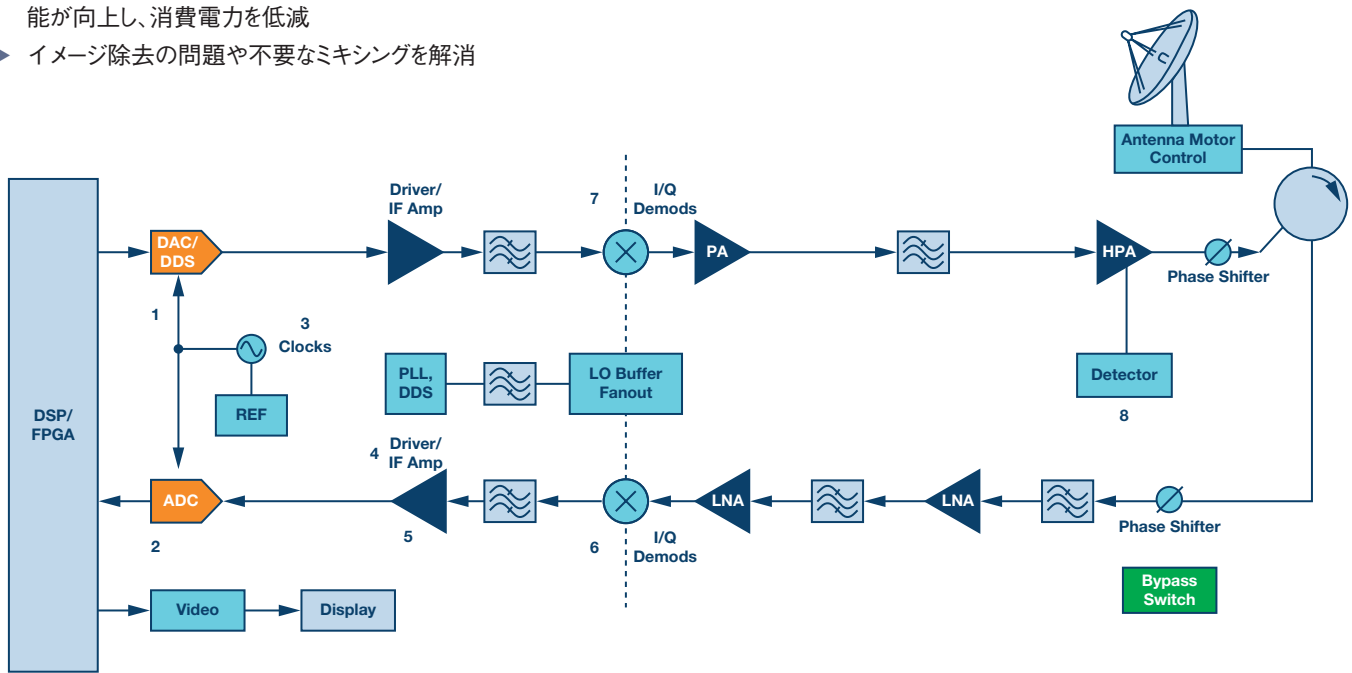 能が向上し、消費電力を低減
イメージ除去の問題や不要なミキシングを解消
Antenna Motor
Control
Driver/
IF Amp
7
I/Q
Demods
DAC/
DDS
PA
HPA
Phase Shifter
1
3
Clocks
PLL,
DDS
LO Buffer
Fanout
Detector
REF
8
DSP/
FPGA
4
Driver/
IF Amp
ADC
LNA
LNA
2
5
6
I/Q
Demods
Phase Shifter
Bypass
Switch
Video
Display